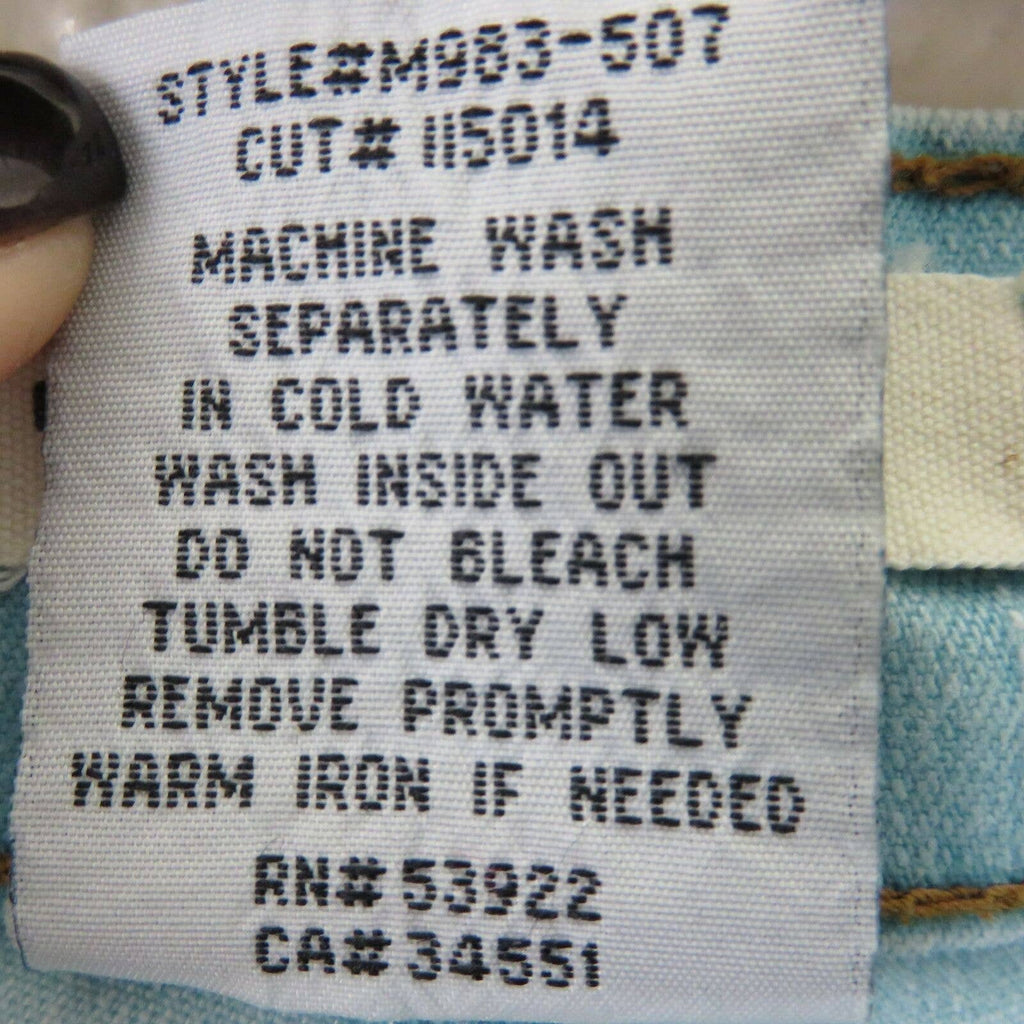 STYLE#M983-507
CUT# 115014
MACHINE WASH
SEPARATELY
IN COLD WATER
WASH INSIDE OUT
DO NOT BLEACH
TUMBLE DRY LOW
REMOVE PROMPTLY
WARM IRON IF NEEDED
RN# 53922
CA# 34551